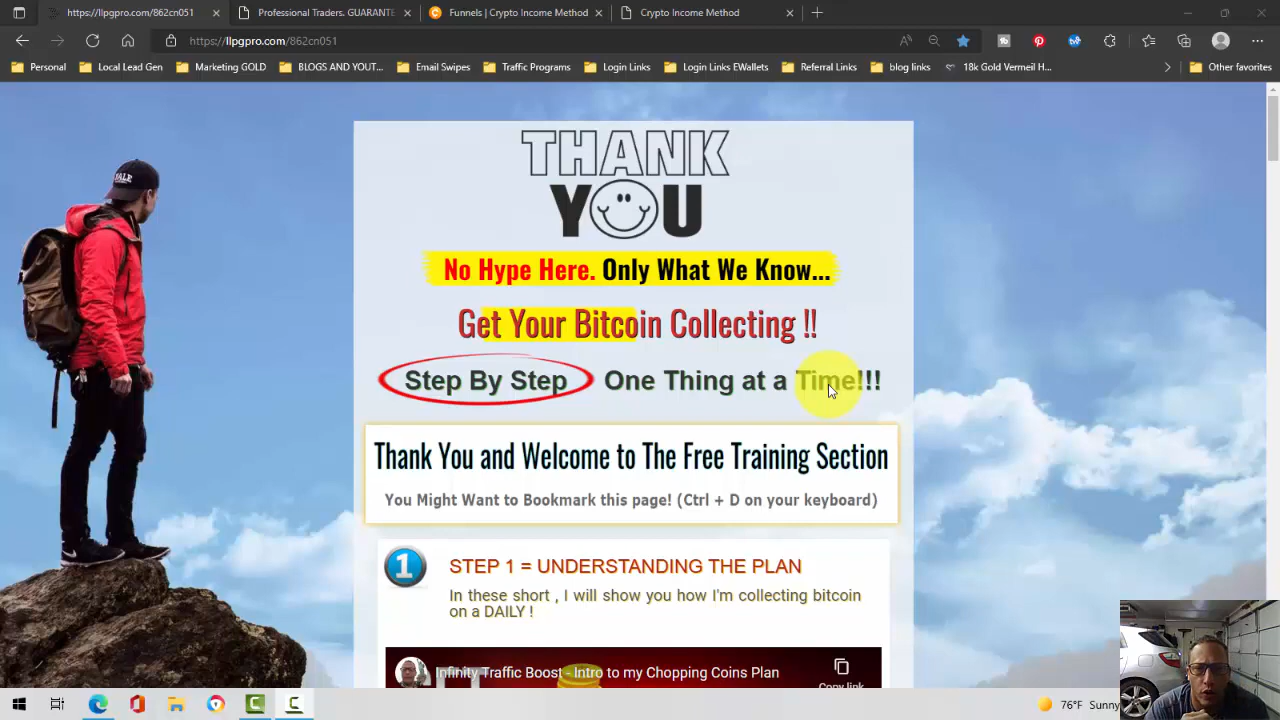 https://llpgpro.com/862cn051
Professional Traders. GUARANTE
Funnels | Crypto Income Method
Crypto Income Method
https://llpgpro.com/862cn051
Personal
Local Lead Gen
Marketing GOLD
BLOGS AND YOUT...
Email Swipes
Traffic Programs
Login Links
Login Links EWallets
Referral Links
blog links
18k Gold Vermeil H...
Other favorites
THANK
YOU
No Hype Here. Only What We Know...
Get Your Bitcoin Collecting !!
Step By Step One Thing at a Time!!!
Thank You and Welcome to The Free Training Section
You Might Want to Bookmark this page! (Ctrl + D on your keyboard)
1
STEP 1 = UNDERSTANDING THE PLAN
In these short , I will show you how I'm collecting bitcoin
on a DAILY !
Infinity Traffic Boost - Intro to my Chopping Coins Plan
Copy link
76°F Sunny